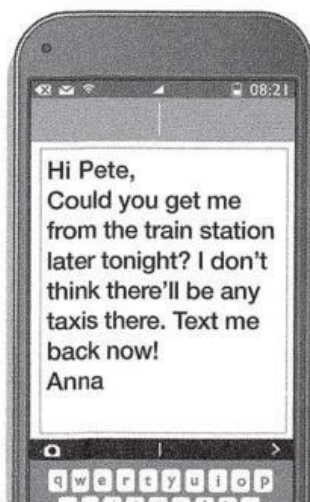 08:21
Hi Pete,
Could you get me
from the train station
later tonight? I don't
think there'll be any
taxis there. Text me
back now!
Anna
q w e r t y u i o p